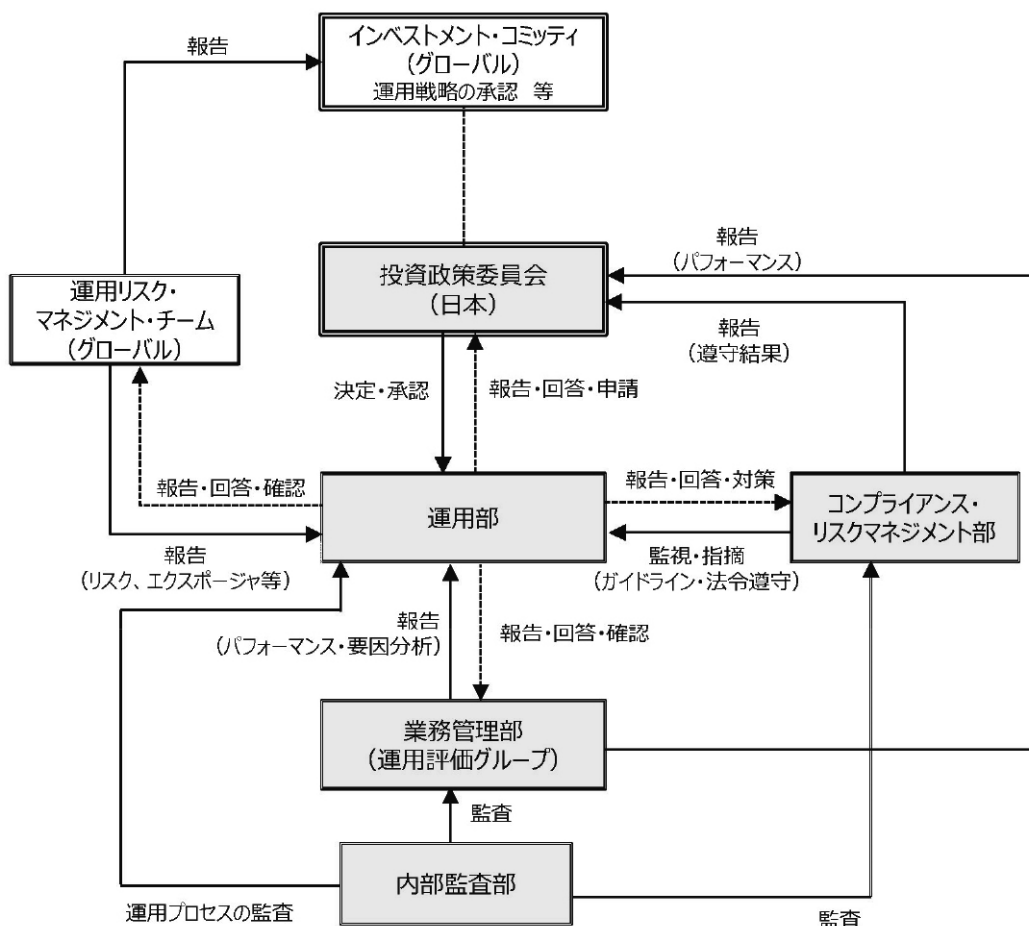 報告
インベストメント・コミッティ
(グローバル)
運用戦略の承認 等
報告
(パフォーマンス)
投資政策委員会
(日本)
運用リスク・
マネジメント・チーム
(グローバル)
報告
(遵守結果)
決定・承認
報告・回答・申請
報告・回答・確認
運用部
報告・回答・対策
コンプライアンス・
リスクマネジメント部
報告
(リスク、エクスポージャ等)
監視・指摘
(ガイドライン・法令遵守)
報告
(パフォーマンス・要因分析)
報告・回答・確認
業務管理部
(運用評価グループ)
監査
内部監査部
運用プロセスの監査
監査